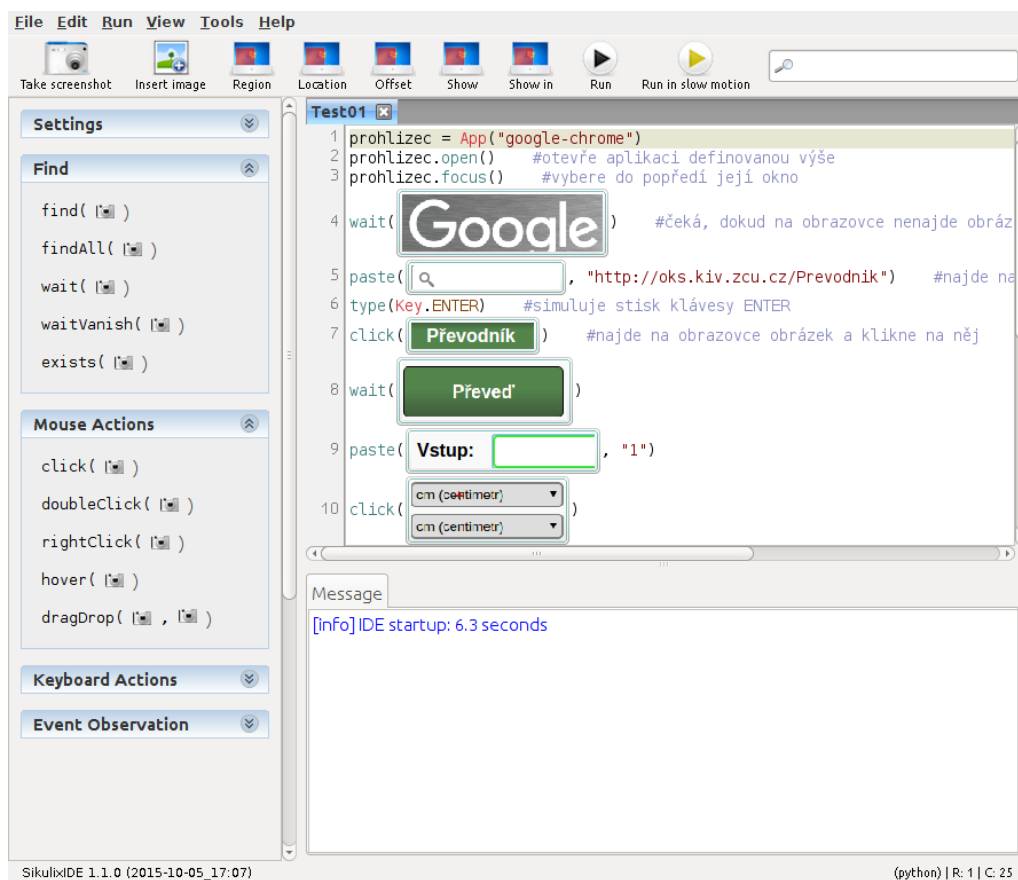 File Edit Run View Tools Help
Take screenshot Insert image Region Location Offset Show Show in Run Run in slow motion
Settings
Find
find( )
findAll( )
wait( )
waitVanish( )
exists( )
Mouse Actions
click( )
doubleClick( )
rightClick( )
hover( )
dragDrop( , )
Keyboard Actions
Event Observation
Test01
1 prohlizec = App("google-chrome")
2 prohlizec.open() #otevře aplikaci definovanou výše
3 prohlizec.focus() #vybere do popředí její okno
4 wait( Google ) #čeká, dokud na obrazovce nenajde obráz
5 paste( , "http://oks.kiv.zcu.cz/Prevodnik") #najde na
6 type(Key.ENTER) #simuluje stisk klávesy ENTER
7 click( Převodník ) #najde na obrazovce obrázek a klikne na něj
8 wait( Převeď )
9 paste( Vstup: , "1")
10 click( cm (centimetr)
cm (centimetr) )
Message
[info] IDE startup: 6.3 seconds
SikulixIDE 1.1.0 (2015-10-05_17:07) (python) | R: 1 | C: 25